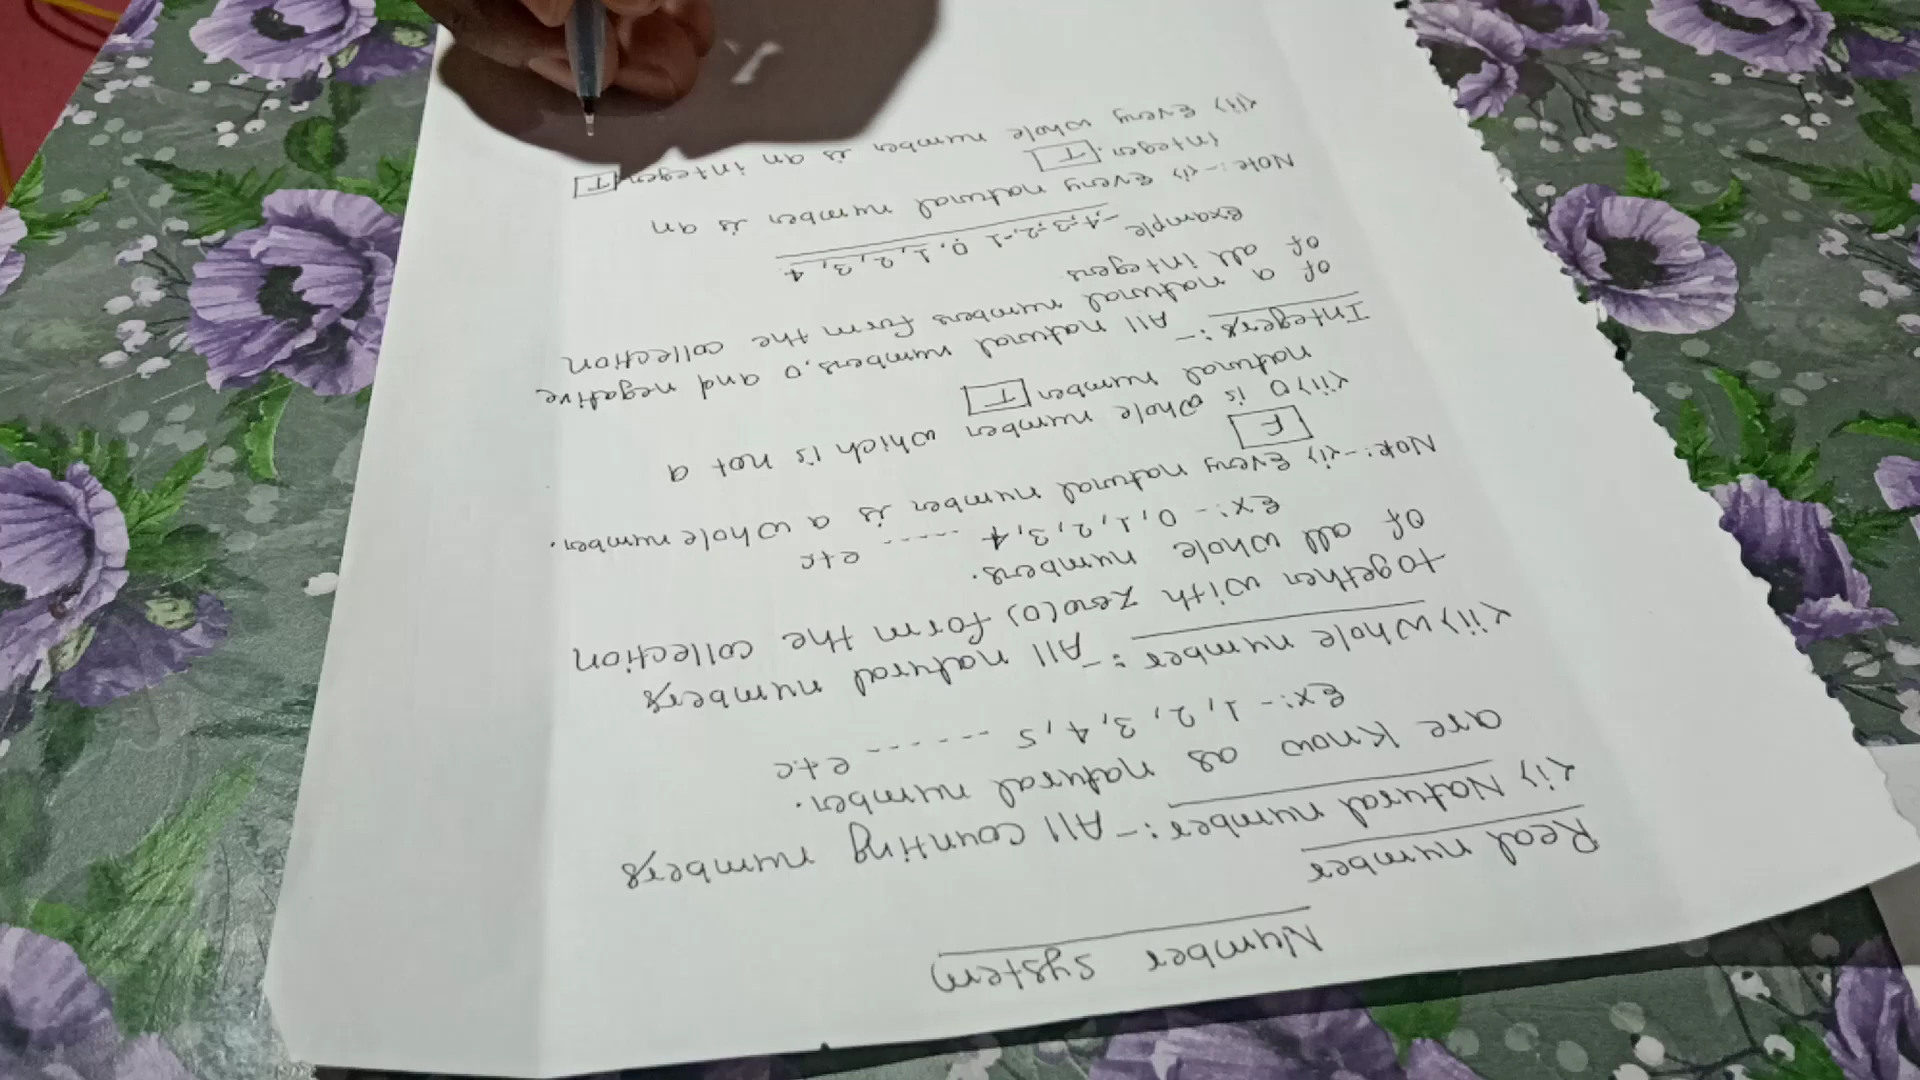 Number System
Real number
<i> Natural number :- All counting numbers
are know as natural number.
Ex:- 1, 2, 3, 4, 5 ------- etc
<ii> whole number :- All natural numbers
together with zero(0) form the collection
of all whole numbers.
Ex:- 0, 1, 2, 3, 4 ----- etc
Note:- <i> Every natural number is a whole number.
F
<ii> 0 is whole number which is not a
natural number T
Integers :- All natural numbers, 0 and negative
of a natural numbers form the collection
of all integers
Example -4,-3,-2,-1 0, 1, 2, 3, 4
Note:- <i> Every natural number is an
integer. T
<ii> Every whole number is an integer T